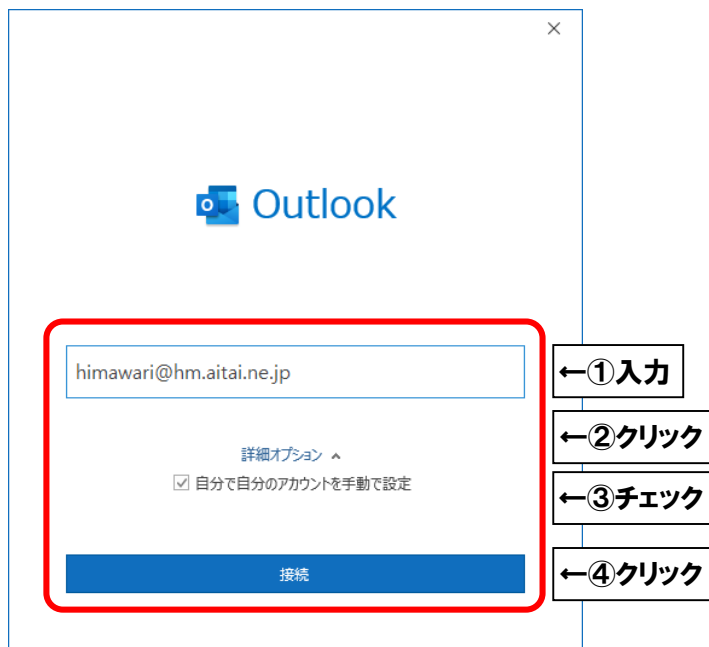 Outlook
himawari@hm.aitai.ne.jp
←①入力
詳細オプション
←②クリック
自分で自分のアカウントを手動で設定
←③チェック
接続
←④クリック